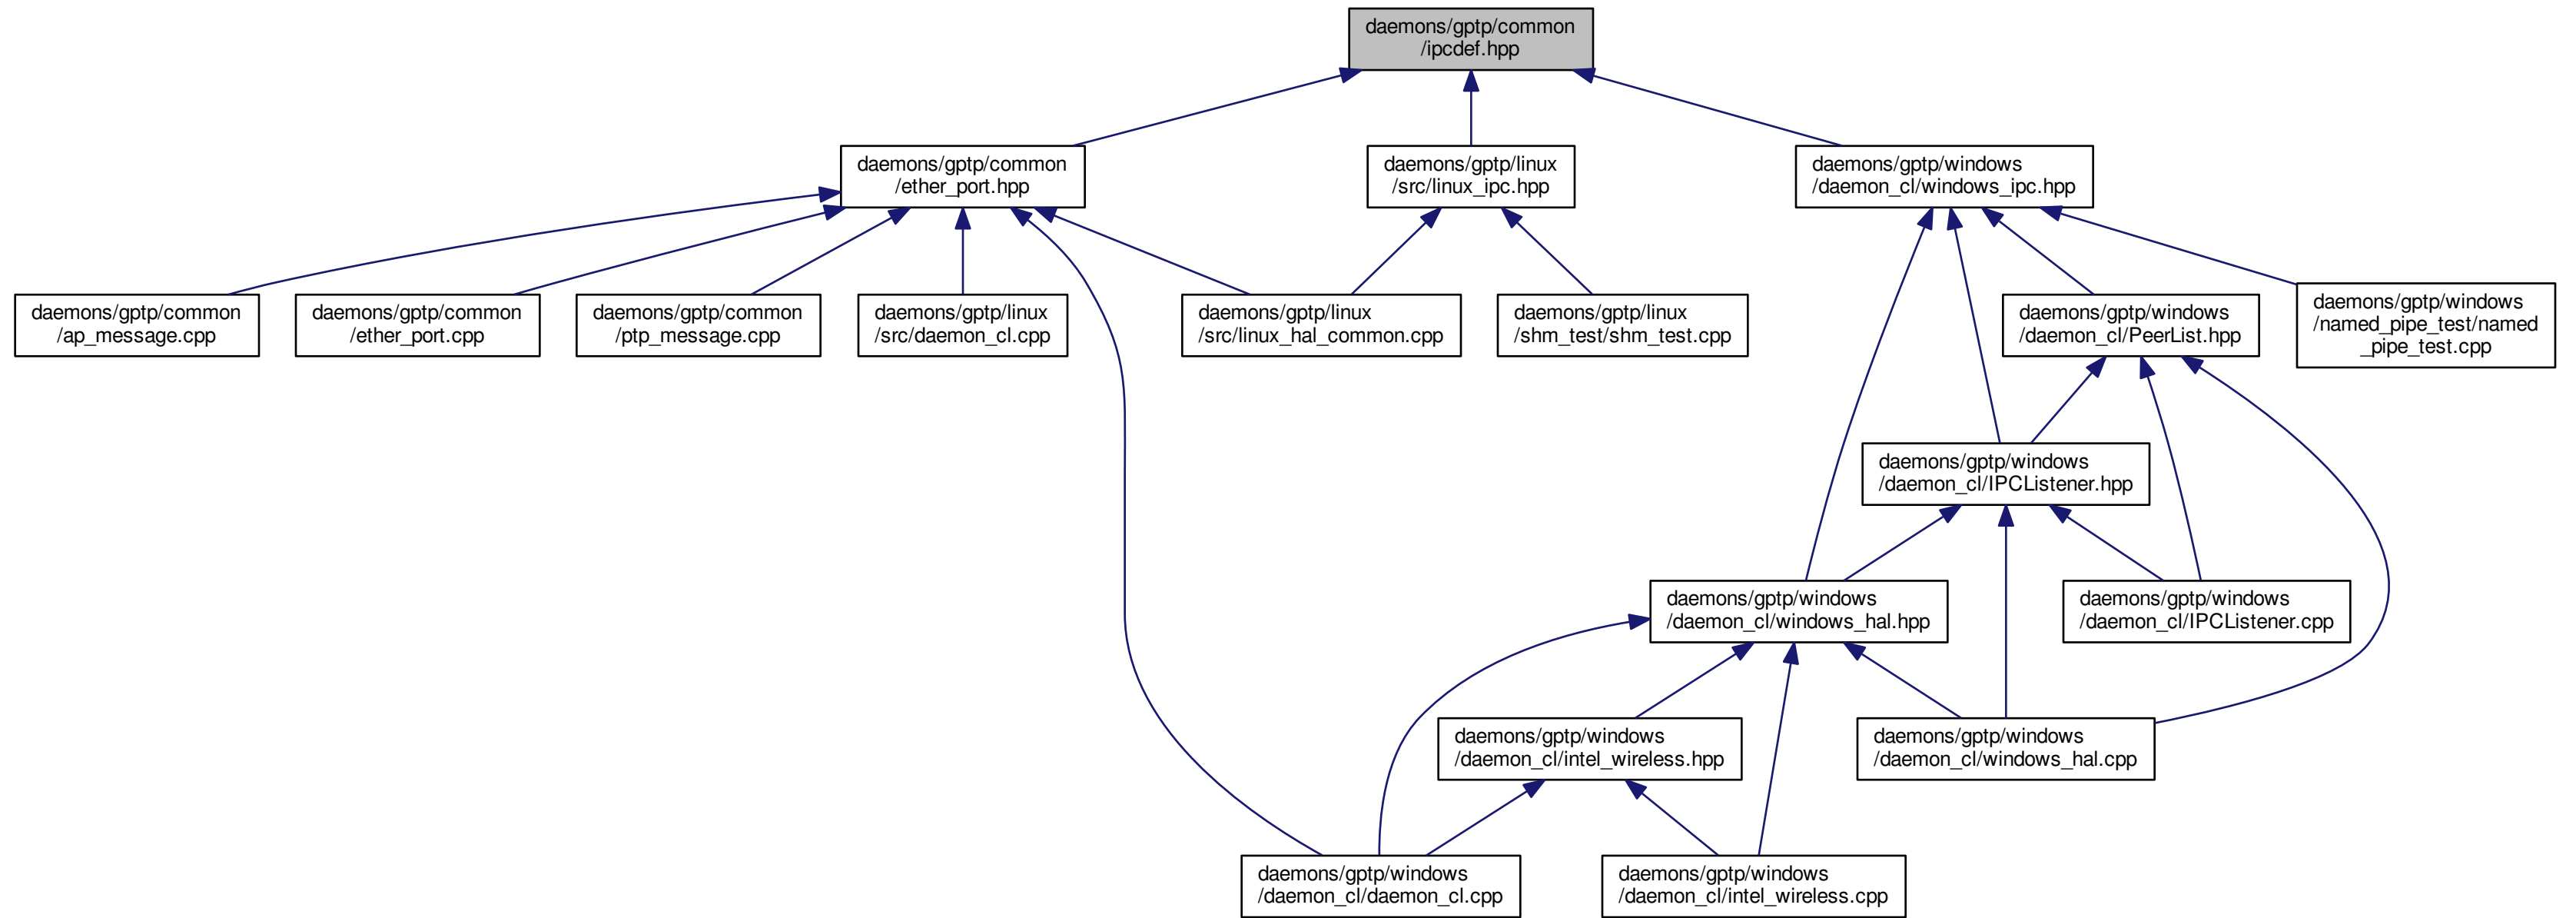 daemons/gptp/common
/ipcdef.hpp
daemons/gptp/common
/ether_port.hpp
daemons/gptp/linux
/src/linux_ipc.hpp
daemons/gptp/windows
/daemon_cl/windows_ipc.hpp
daemons/gptp/common
/ap_message.cpp
daemons/gptp/common
/ether_port.cpp
daemons/gptp/common
/ptp_message.cpp
daemons/gptp/linux
/src/daemon_cl.cpp
daemons/gptp/linux
/src/linux_hal_common.cpp
daemons/gptp/linux
/shm_test/shm_test.cpp
daemons/gptp/windows
/daemon_cl/PeerList.hpp
daemons/gptp/windows
/named_pipe_test/named
_pipe_test.cpp
daemons/gptp/windows
/daemon_cl/IPCListener.hpp
daemons/gptp/windows
/daemon_cl/windows_hal.hpp
daemons/gptp/windows
/daemon_cl/IPCListener.cpp
daemons/gptp/windows
/daemon_cl/intel_wireless.hpp
daemons/gptp/windows
/daemon_cl/windows_hal.cpp
daemons/gptp/windows
/daemon_cl/daemon_cl.cpp
daemons/gptp/windows
/daemon_cl/intel_wireless.cpp